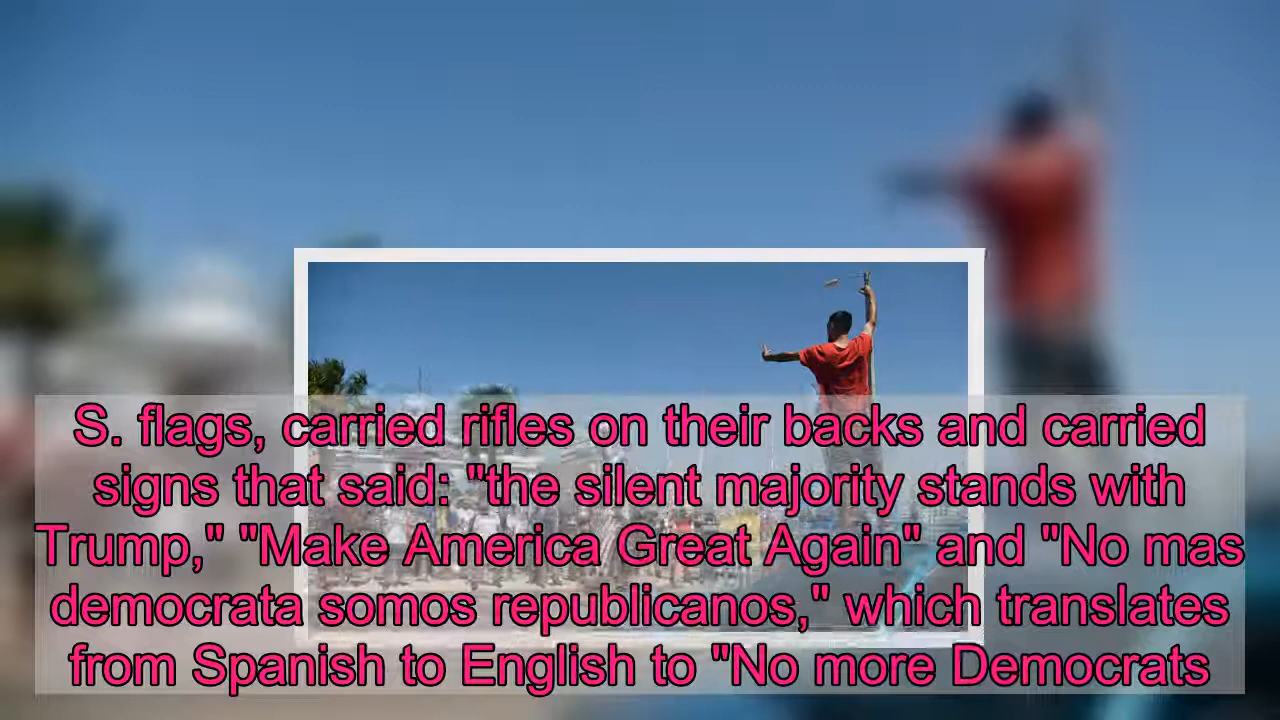 S. flags, carried rifles on their backs and carried
signs that said: "the silent majority stands with
Trump," "Make America Great Again" and "No mas
democrata somos republicanos," which translates
from Spanish to English to "No more Democrats